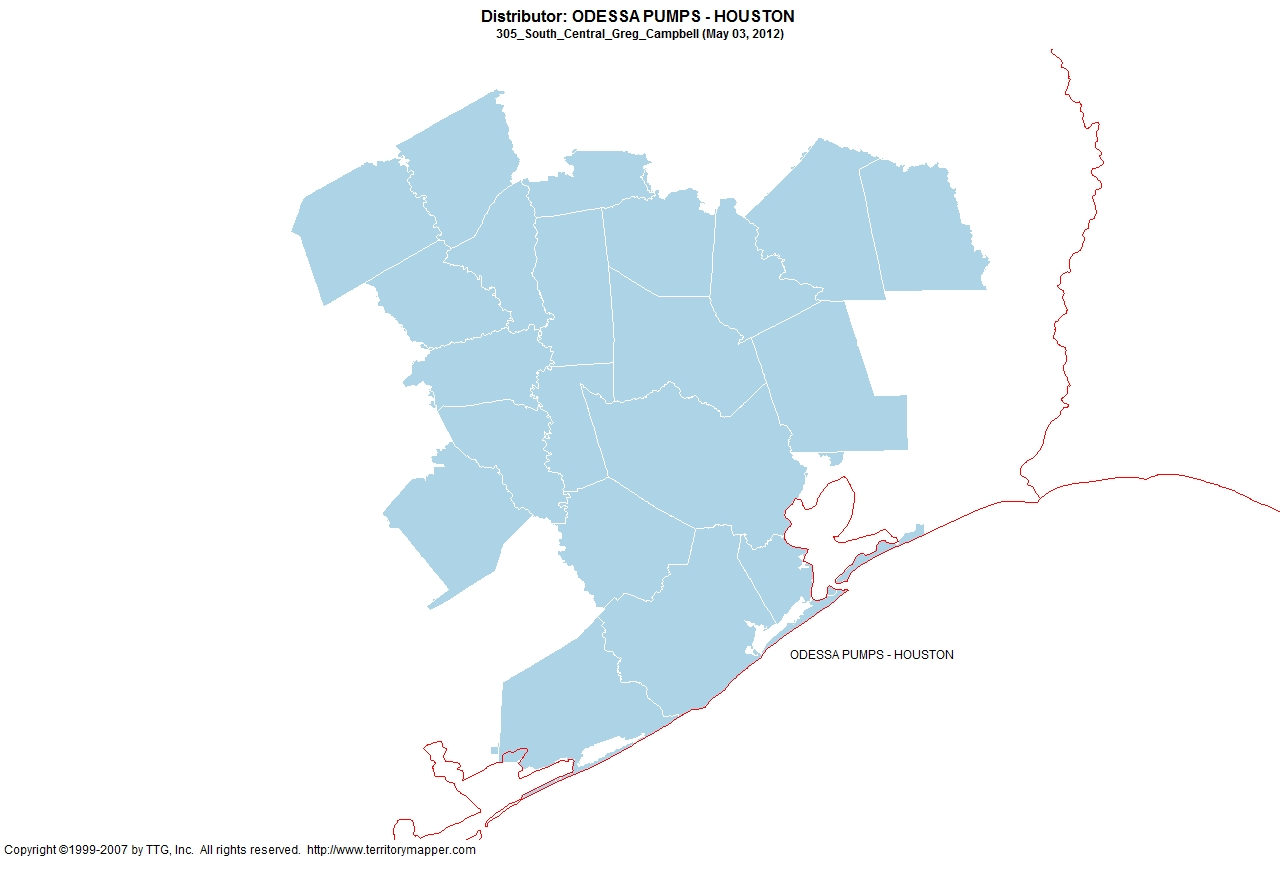 Distributor: ODESSA PUMPS - HOUSTON
305_South_Central_Greg_Campbell (May 03, 2012)
ODESSA PUMPS - HOUSTON
Copyright ©1999-2007 by TTG, Inc. All rights reserved. http://www.territorymapper.com